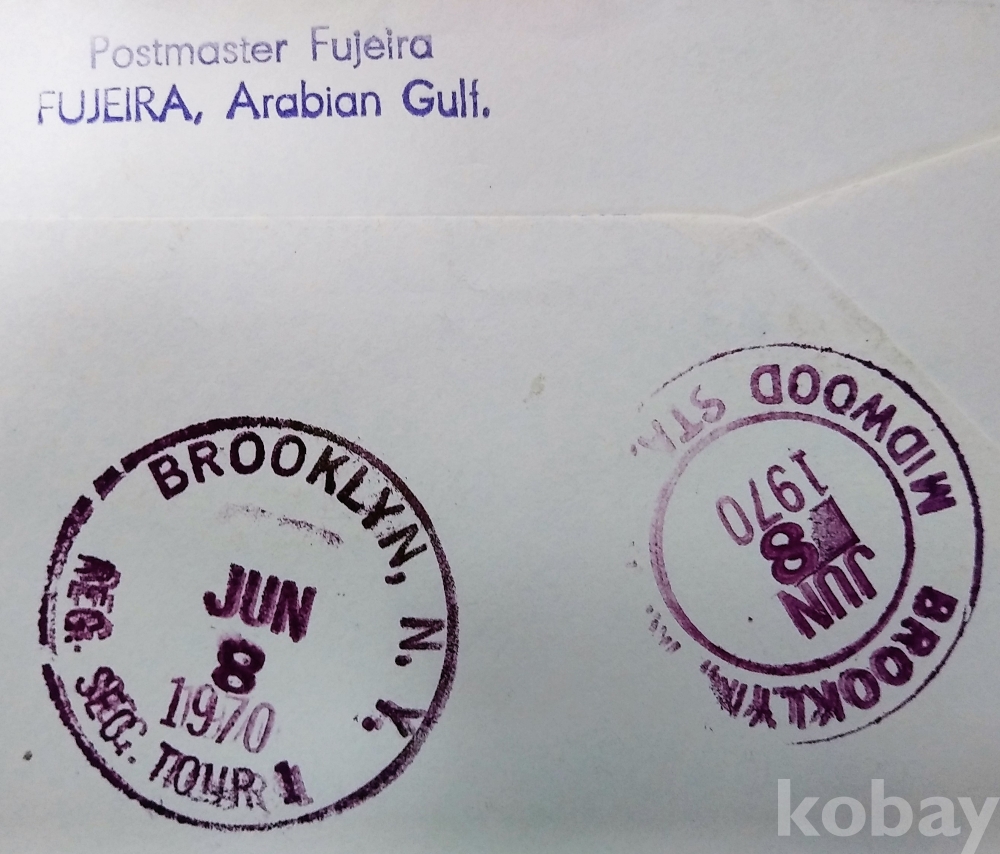 Postmaster Fujeira
FUJEIRA, Arabian Gulf.
BROOKLYN, N. Y.
JUN
8
1970
REG. SEC. TOUR 1
MIDWOOD STA.
JUN
8
1970
BROOKLYN,
kobay